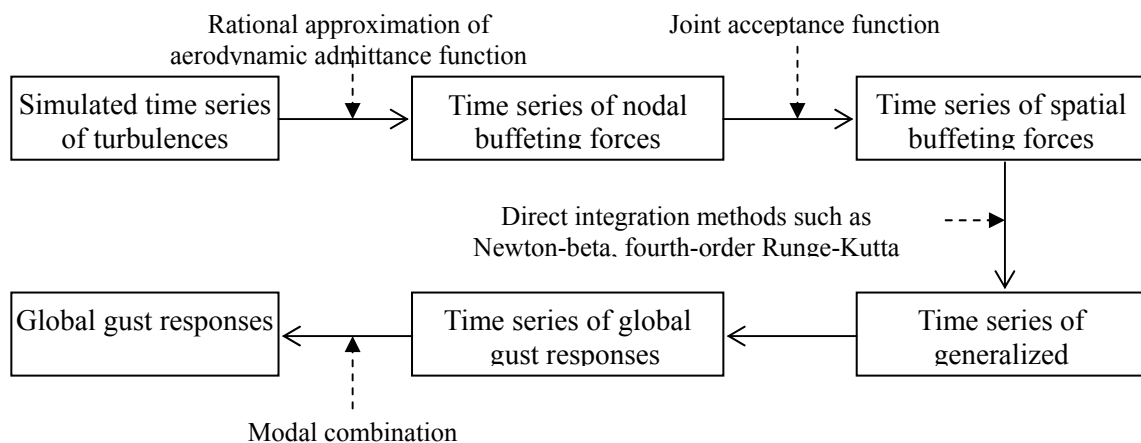 Rational approximation of
aerodynamic admittance function
Joint acceptance function
Simulated time series
of turbulences
Time series of nodal
buffeting forces
Time series of spatial
buffeting forces
Direct integration methods such as
Newton-beta, fourth-order Runge-Kutta
Global gust responses
Time series of global
gust responses
Time series of
generalized
Modal combination